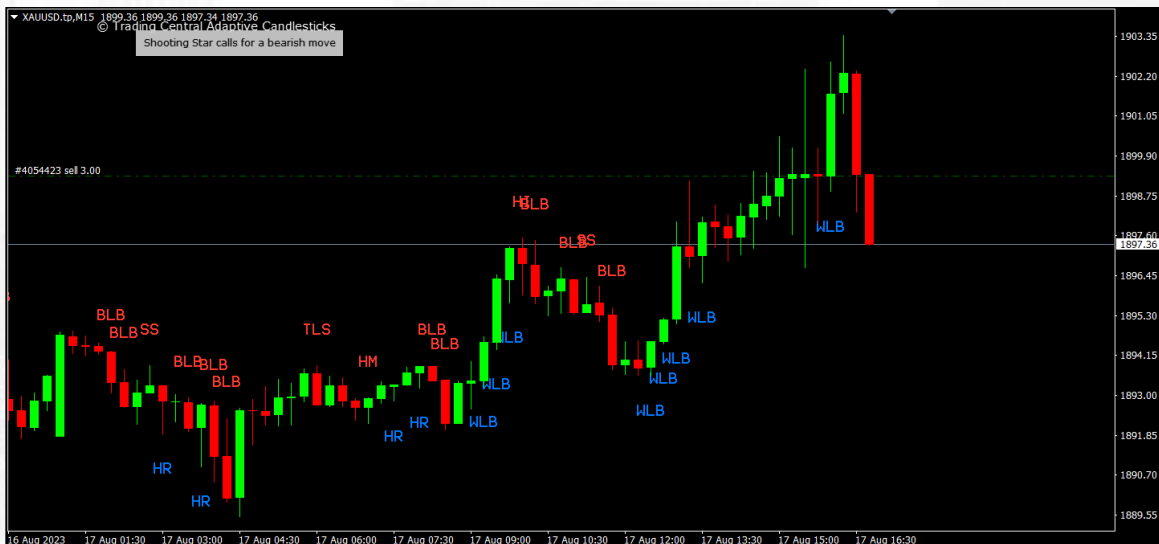 XAUUSD.tp,M15 1899.36 1899.36 1897.34 1897.36
© Trading Central Adaptive Candlesticks
Shooting Star calls for a bearish move
1903.35
1902.20
1901.05
1899.90
#4054423 sell 3.00
1898.75
HI
BLB
WLB
1897.60
BLB
SS
1897.36
BLB
1896.45
BLB
WLB
1895.30
BLB
SS
TLS
BLB
WLB
BLB
1894.15
BLB
BLB
HM
WLB
BLB
WLB
WLB
1893.00
HR
WLB
WLB
HR
1891.85
HR
1890.70
HR
1889.55
16 Aug 2023 17 Aug 01:30 17 Aug 03:00 17 Aug 04:30 17 Aug 06:00 17 Aug 07:30 17 Aug 09:00 17 Aug 10:30 17 Aug 12:00 17 Aug 13:30 17 Aug 15:00 17 Aug 16:30